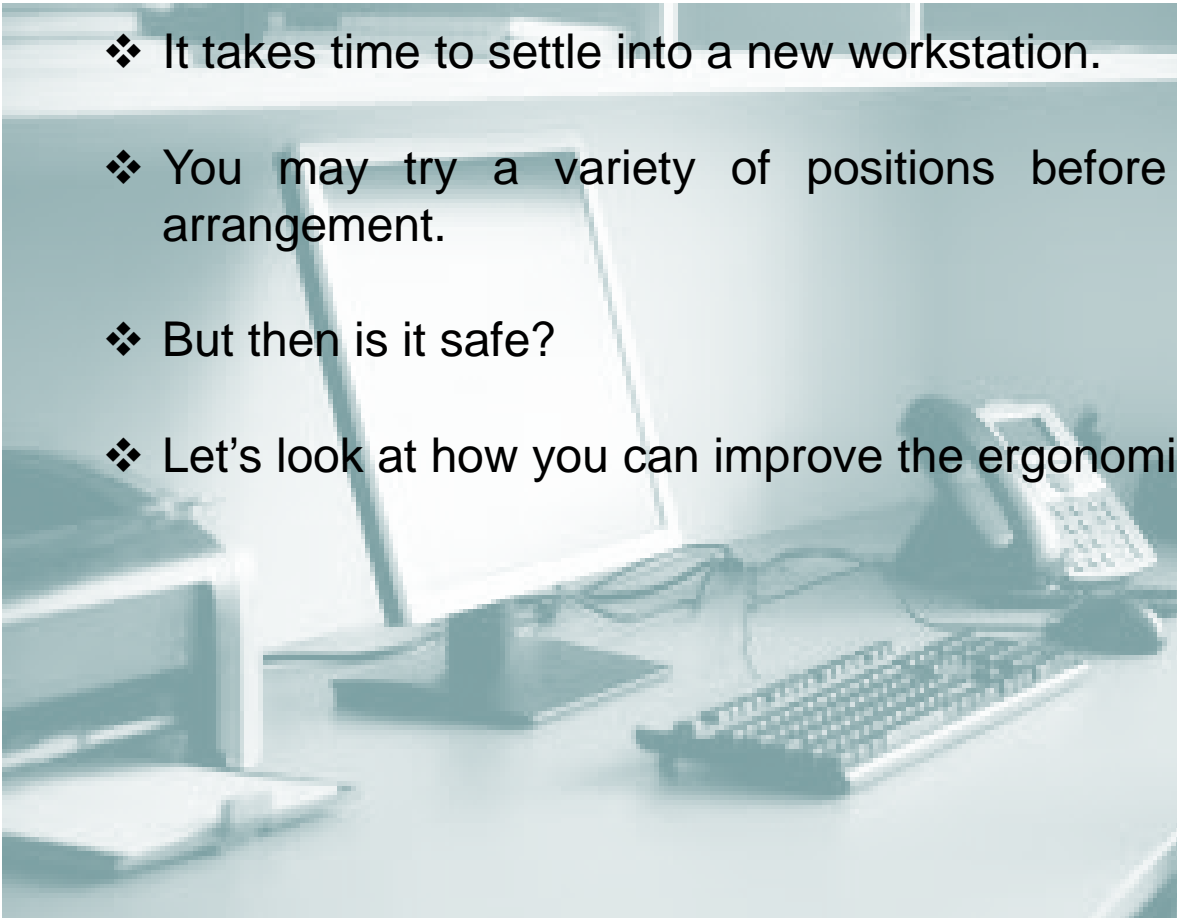 ❖ It takes time to settle into a new workstation.
❖ You may try a variety of positions before
arrangement.
❖ But then is it safe?
❖ Let’s look at how you can improve the ergonomi